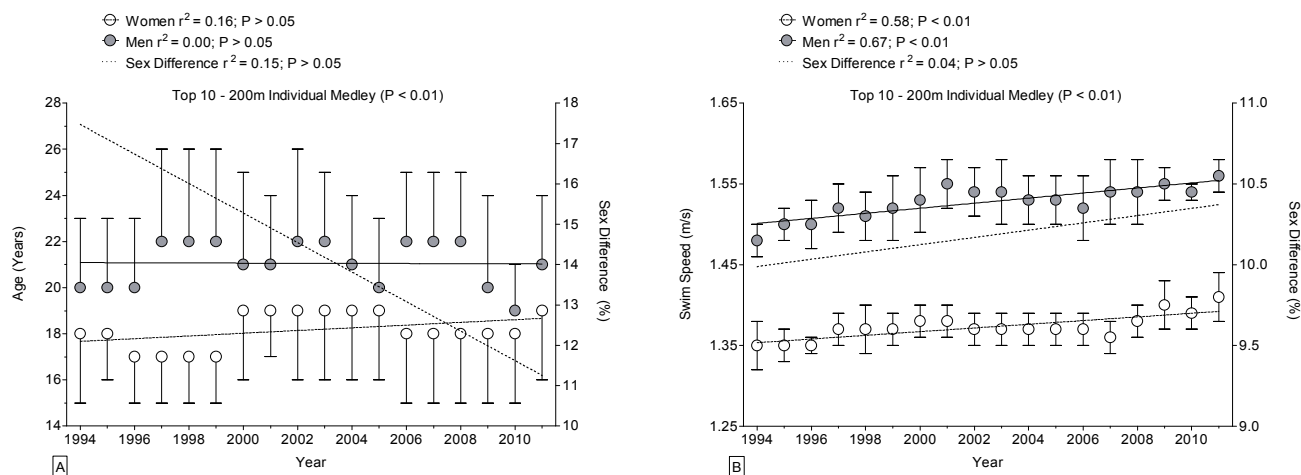 Women r² = 0.16; P > 0.05
Men r² = 0.00; P > 0.05
Sex Difference r² = 0.15; P > 0.05
Top 10 - 200m Individual Medley (P < 0.01)
28
26
24
22
20
18
16
14
Age (Years)
18
17
16
15
14
13
12
11
10
Sex Difference (%)
1994 1996 1998 2000 2002 2004 2006 2008 2010
Year
A
Women r² = 0.58; P < 0.01
Men r² = 0.67; P < 0.01
Sex Difference r² = 0.04; P > 0.05
Top 10 - 200m Individual Medley (P < 0.01)
1.65
1.55
1.45
1.35
1.25
Swim Speed (m/s)
11.0
10.5
10.0
9.5
9.0
Sex Difference (%)
1994 1996 1998 2000 2002 2004 2006 2008 2010
Year
B